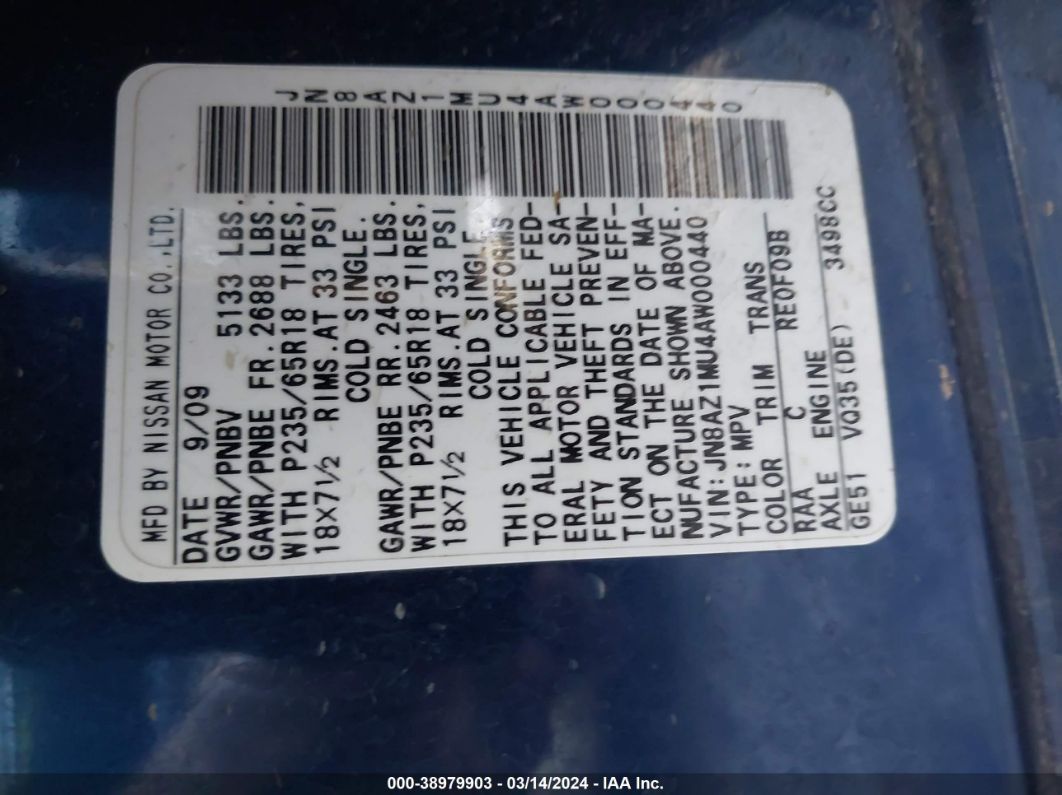 JN8AZ1MU4AW000440
MFD BY NISSAN MOTOR CO.,LTD.
DATE 9/09
GVWR/PNBV 5133 LBS.
GAWR/PNBE FR. 2688 LBS.
WITH P235/65R18 TIRES,
18X7½ RIMS AT 33 PSI
COLD SINGLE.
GAWR/PNBE RR. 2463 LBS.
WITH P235/65R18 TIRES,
18X7½ RIMS.AT 33 PSI
COLD SINGLE
THIS VEHICLE CONFORMS
TO ALL APPLICABLE FED-
ERAL MOTOR VEHICLE SA-
FETY AND THEFT PREVEN-
TION STANDARDS IN EFF-
ECT ON THE DATE OF MA-
NUFACTURE SHOWN ABOVE.
VIN: JN8AZ1MU4AW000440
TYPE: MPV
COLOR TRIM TRANS
RAA C RE0F09B
AXLE ENGINE
GE51 VQ35(DE) 3498CC
000-38979903 - 03/14/2024 - IAA Inc.